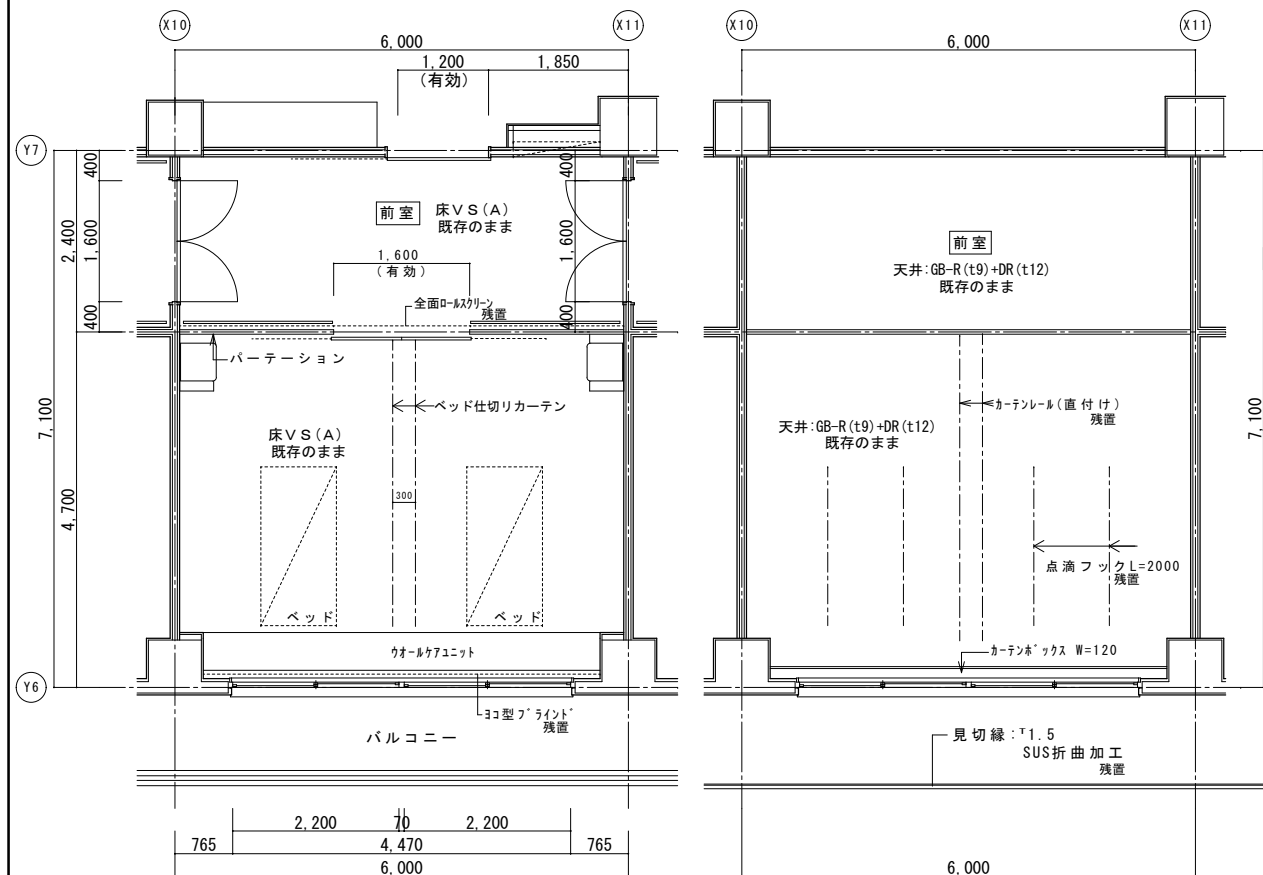 X10
X11
6,000
1,200
(有効)
1,850
Y7
400
1,600
400
2,400
4,700
7,100
400
1,600
400
前室
床VS(A)
既存のまま
1,600
(有効)
全面ロールスクリーン
残置
パーテーション
ベッド仕切りカーテン
床VS(A)
既存のまま
300
ベッド
ベッド
ウオールケアユニット
Y6
ヨコ型ブラインド
残置
バルコニー
2,200
70
2,200
765
4,470
765
6,000
X10
X11
6,000
前室
天井:GB-R(t9)+DR(t12)
既存のまま
カーテンレール(直付け)
残置
天井:GB-R(t9)+DR(t12)
既存のまま
7,100
点滴フックL=2000
残置
カーテンボックス W=120
見切縁:T1.5
SUS折曲加工
残置
6,000